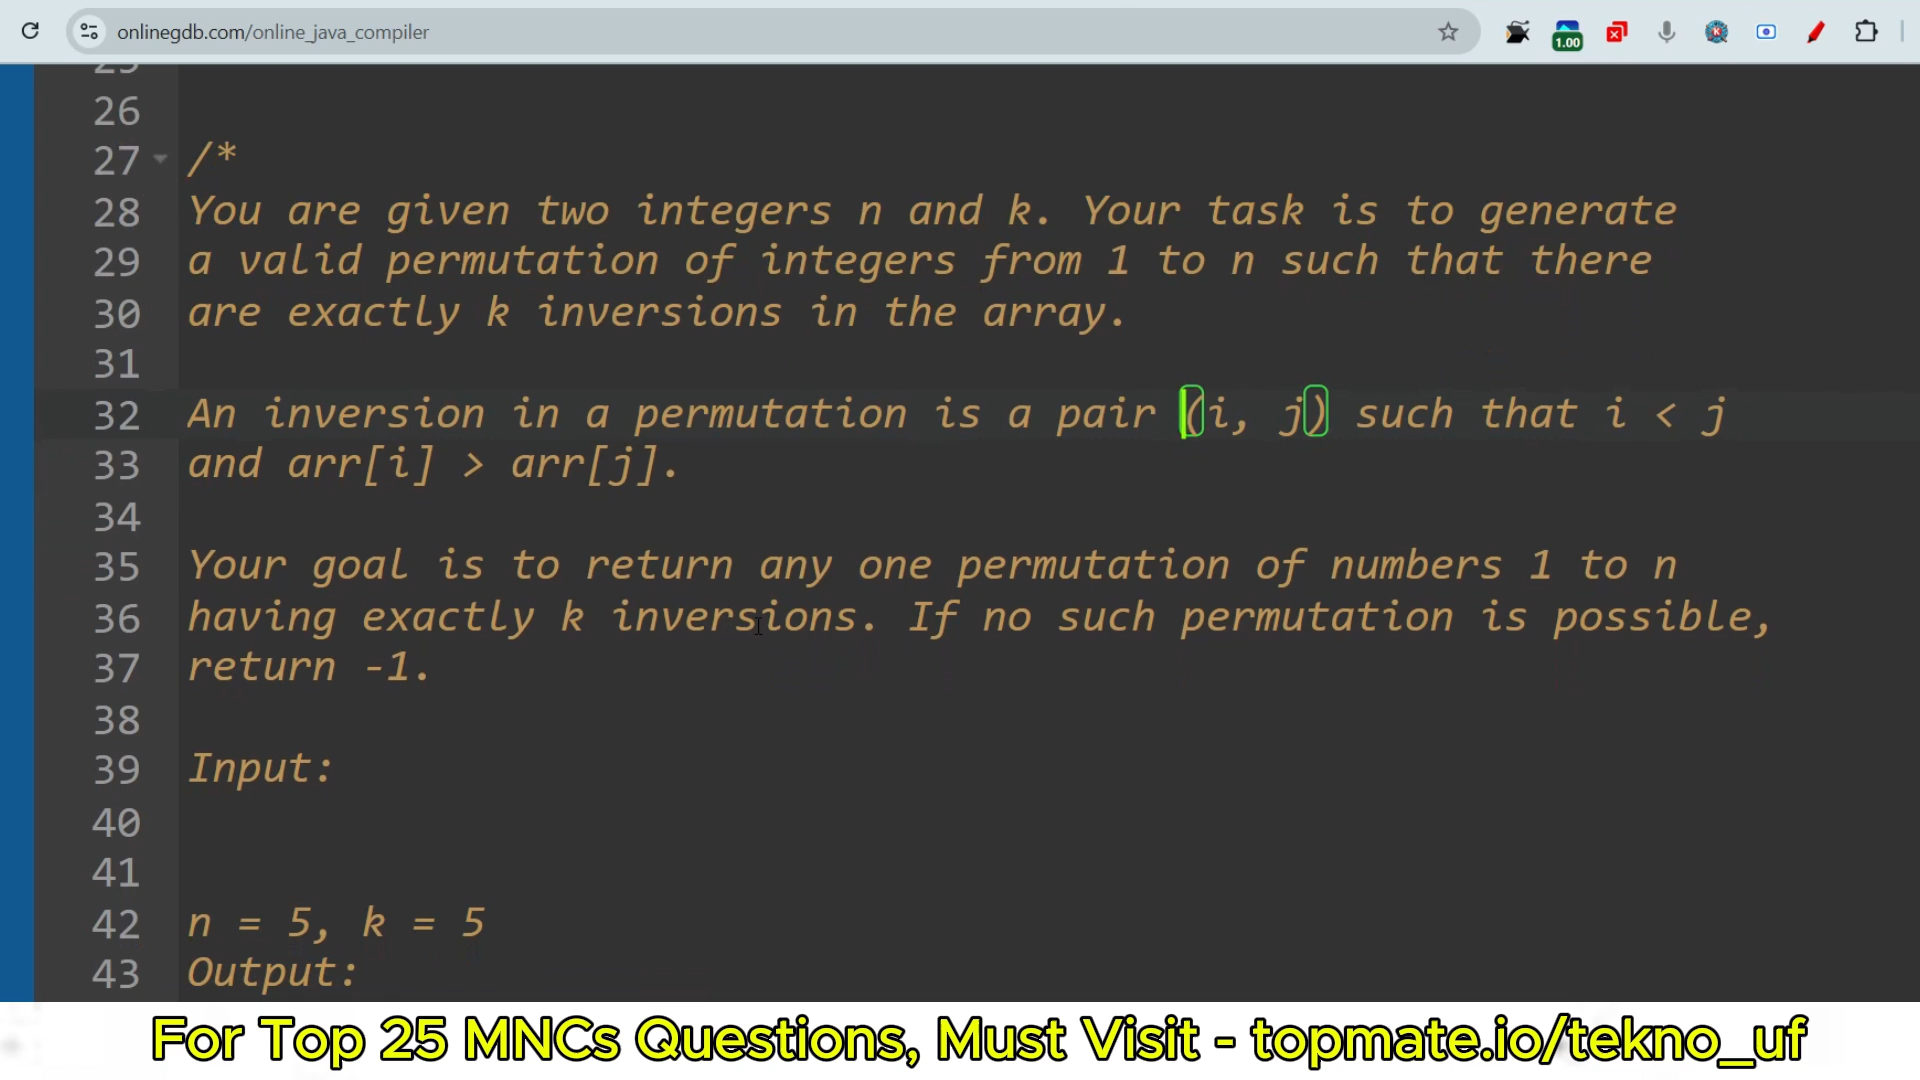 onlinegdb.com/online_java_compiler
1.00
25
26
27 /*
28 You are given two integers n and k. Your task is to generate
29 a valid permutation of integers from 1 to n such that there
30 are exactly k inversions in the array.
31
32 An inversion in a permutation is a pair (i, j) such that i < j
33 and arr[i] > arr[j].
34
35 Your goal is to return any one permutation of numbers 1 to n
36 having exactly k inversions. If no such permutation is possible,
37 return -1.
38
39 Input:
40
41
42 n = 5, k = 5
43 Output:
For Top 25 MNCs Questions, Must Visit - topmate.io/tekno_uf